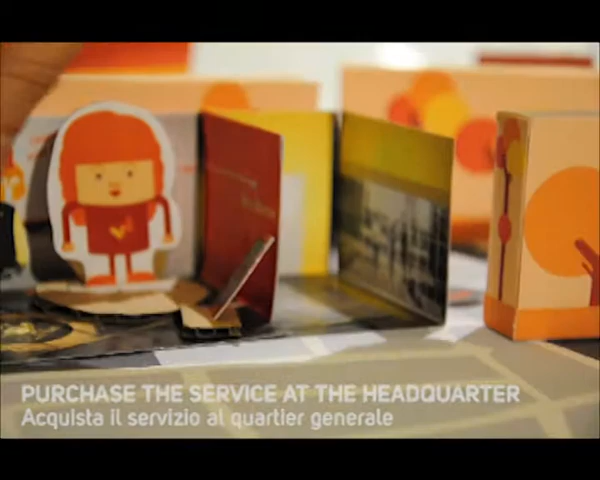 PURCHASE THE SERVICE AT THE HEADQUARTER
Acquista il servizio al quartier generale